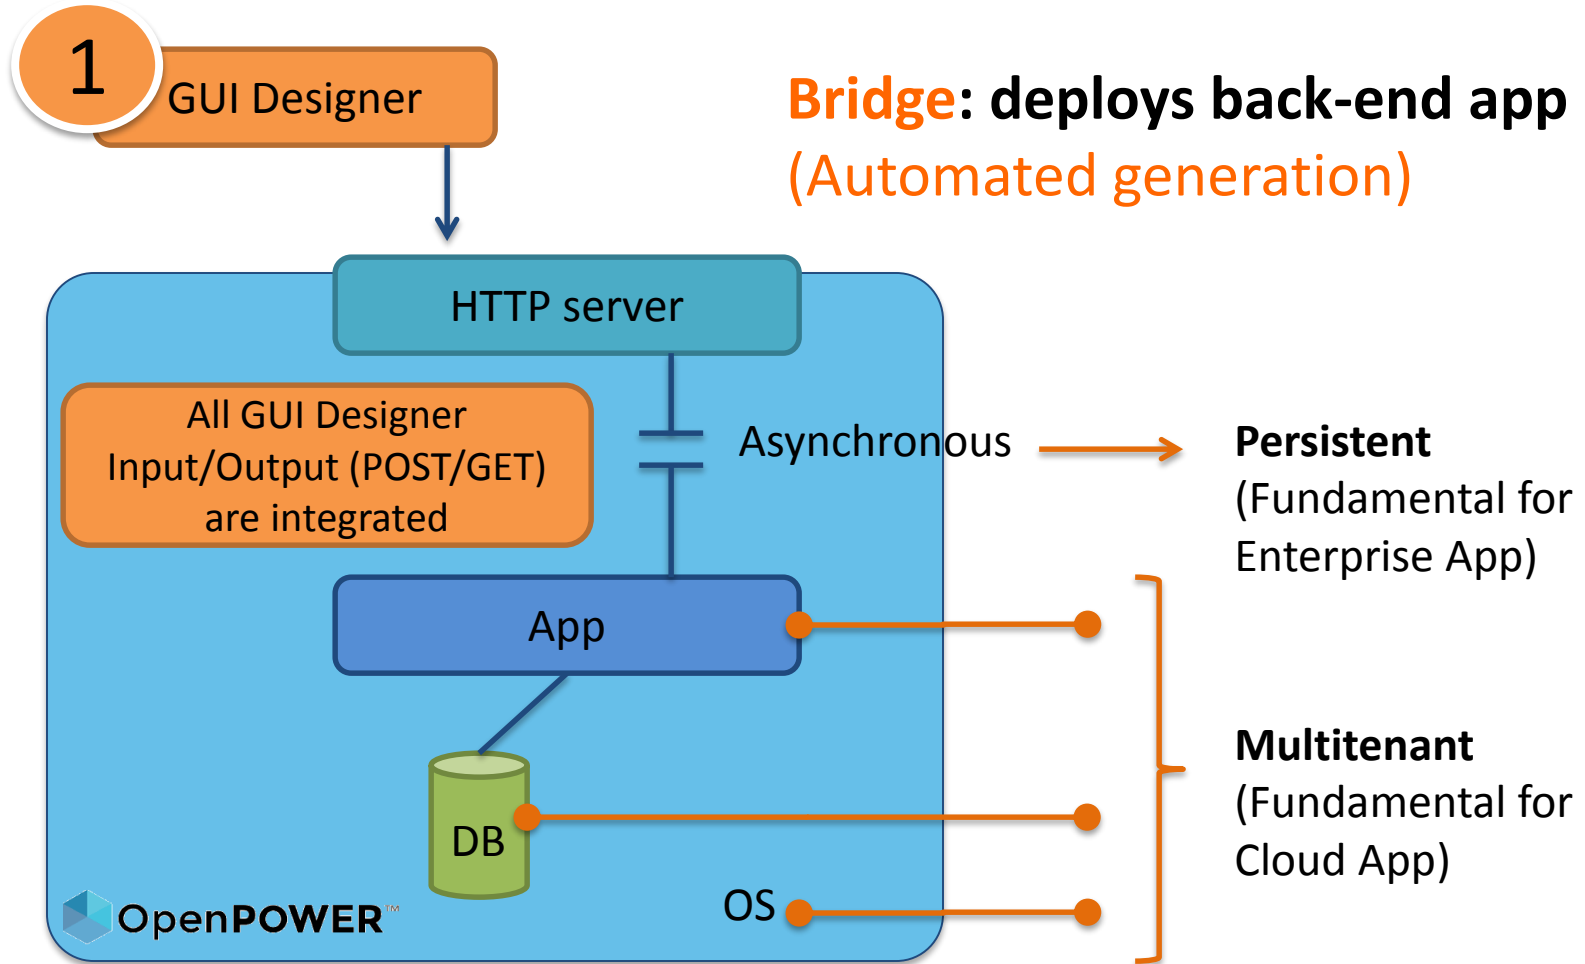 1
GUI Designer
Bridge: deploys back-end app
(Automated generation)
HTTP server
All GUI Designer
Input/Output (POST/GET)
are integrated
Asynchronous
Persistent
(Fundamental for
Enterprise App)
App
Multitenant
(Fundamental for
Cloud App)
DB
OS
OpenPOWER™